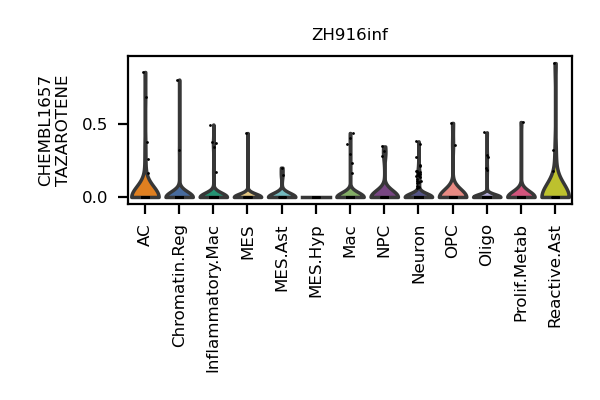 ZH916inf
CHEMBL1657
TAZAROTENE
0.5
0.0
AC
Chromatin.Reg
Inflammatory.Mac
MES
MES.Ast
MES.Hyp
Mac
NPC
Neuron
OPC
Oligo
Prolif.Metab
Reactive.Ast